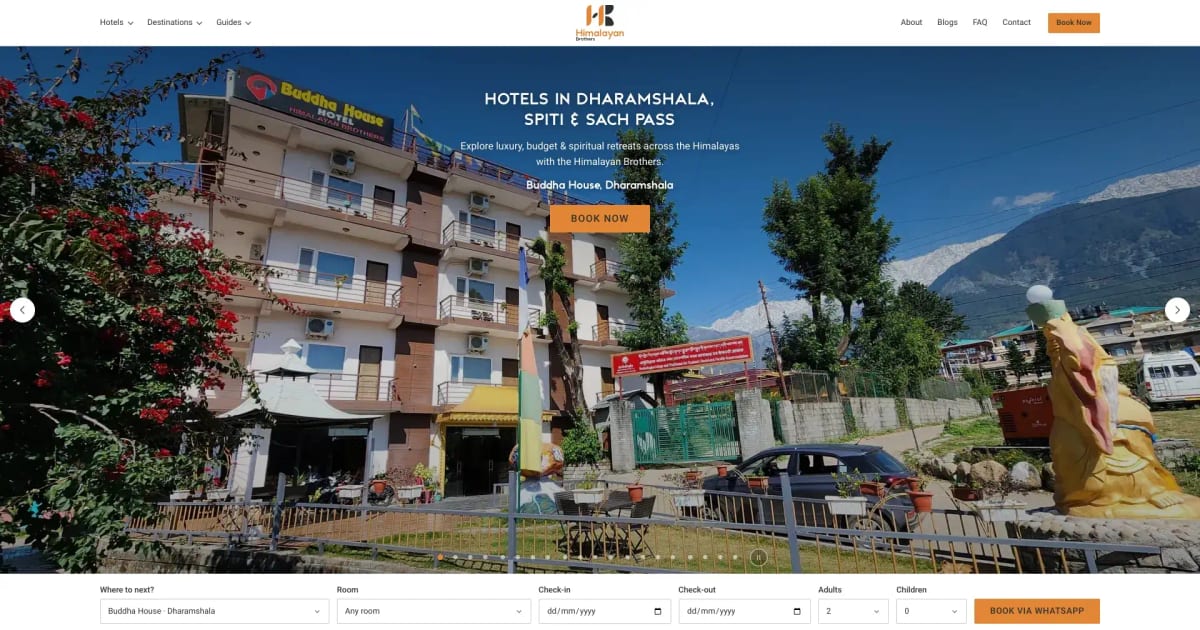 Hotels
Destinations
Guides
HB
Himalayan
Brothers
About
Blogs
FAQ
Contact
Book Now
Buddha House
HOTEL
HIMALAYAN BROTHERS
HOTELS IN DHARAMSHALA,
SPITI & SACH PASS
Explore luxury, budget & spiritual retreats across the Himalayas
with the Himalayan Brothers.
Buddha House, Dharamshala
BOOK NOW
Where to next?
Buddha House · Dharamshala
Room
Any room
Check-in
dd/mm/yyyy
Check-out
dd/mm/yyyy
Adults
2
Children
0
BOOK VIA WHATSAPP